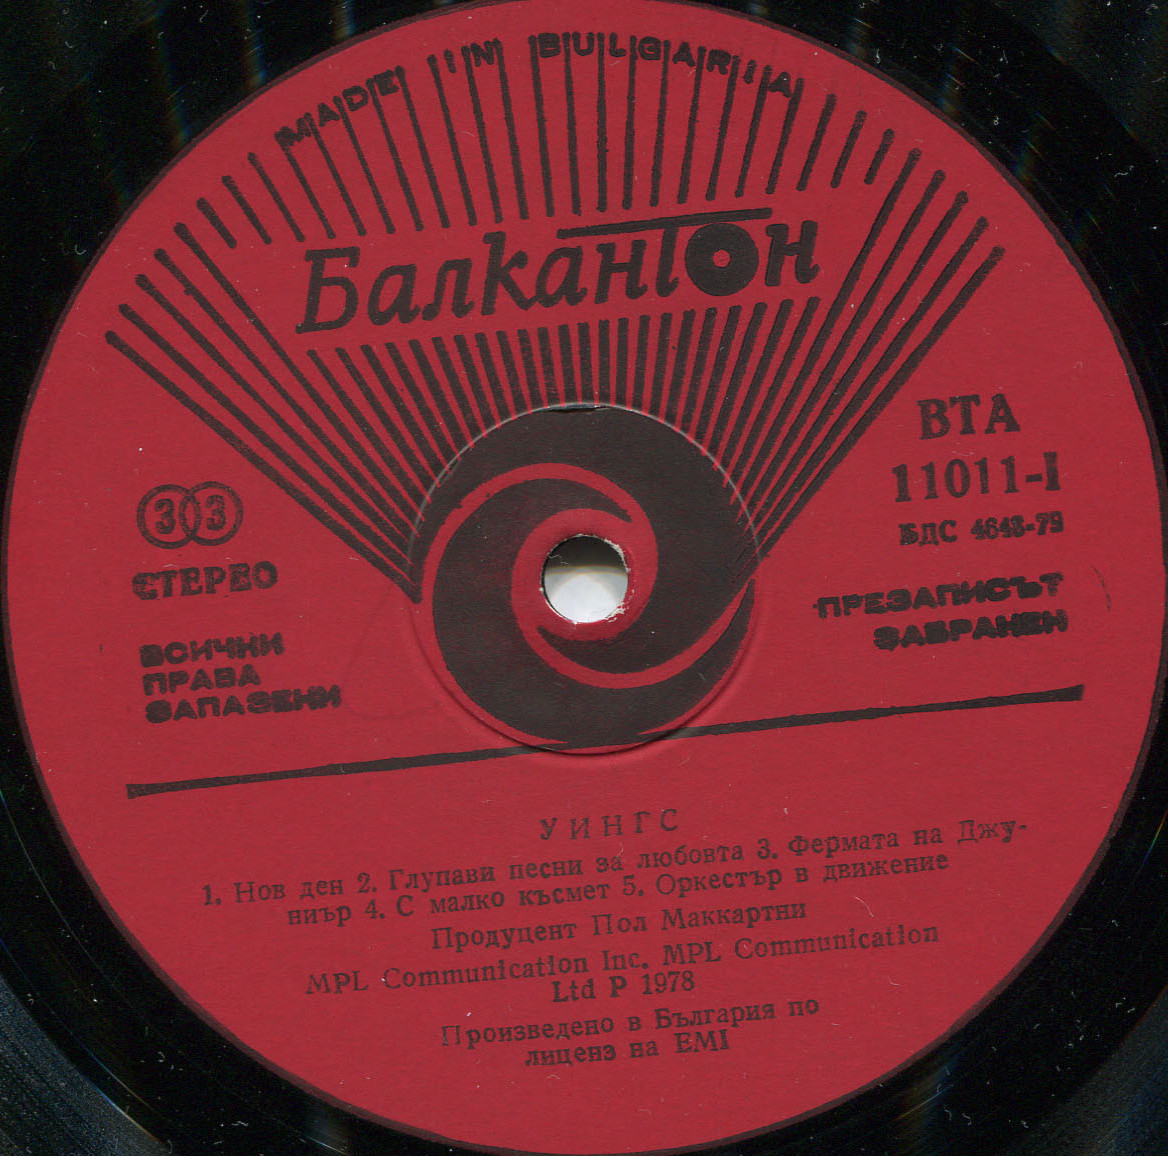 MADE IN BULGARIA
Балкантон
ВТА
11011-I
БДС 4648-79
33
СТЕРЕО
ПРЕЗАПИСЪТ
ЗАБРАНЕН
ВСИЧКИ
ПРАВА
ЗАПАЗЕНИ
УИНГС
1. Нов ден 2. Глупави песни за любовта 3. Фермата на Джу-
ниър 4. С малко късмет 5. Оркестър в движение
Продуцент Пол Маккартни
MPL Communication Inc. MPL Communication
Ltd P 1978
Произведено в България по
лиценз на EMI